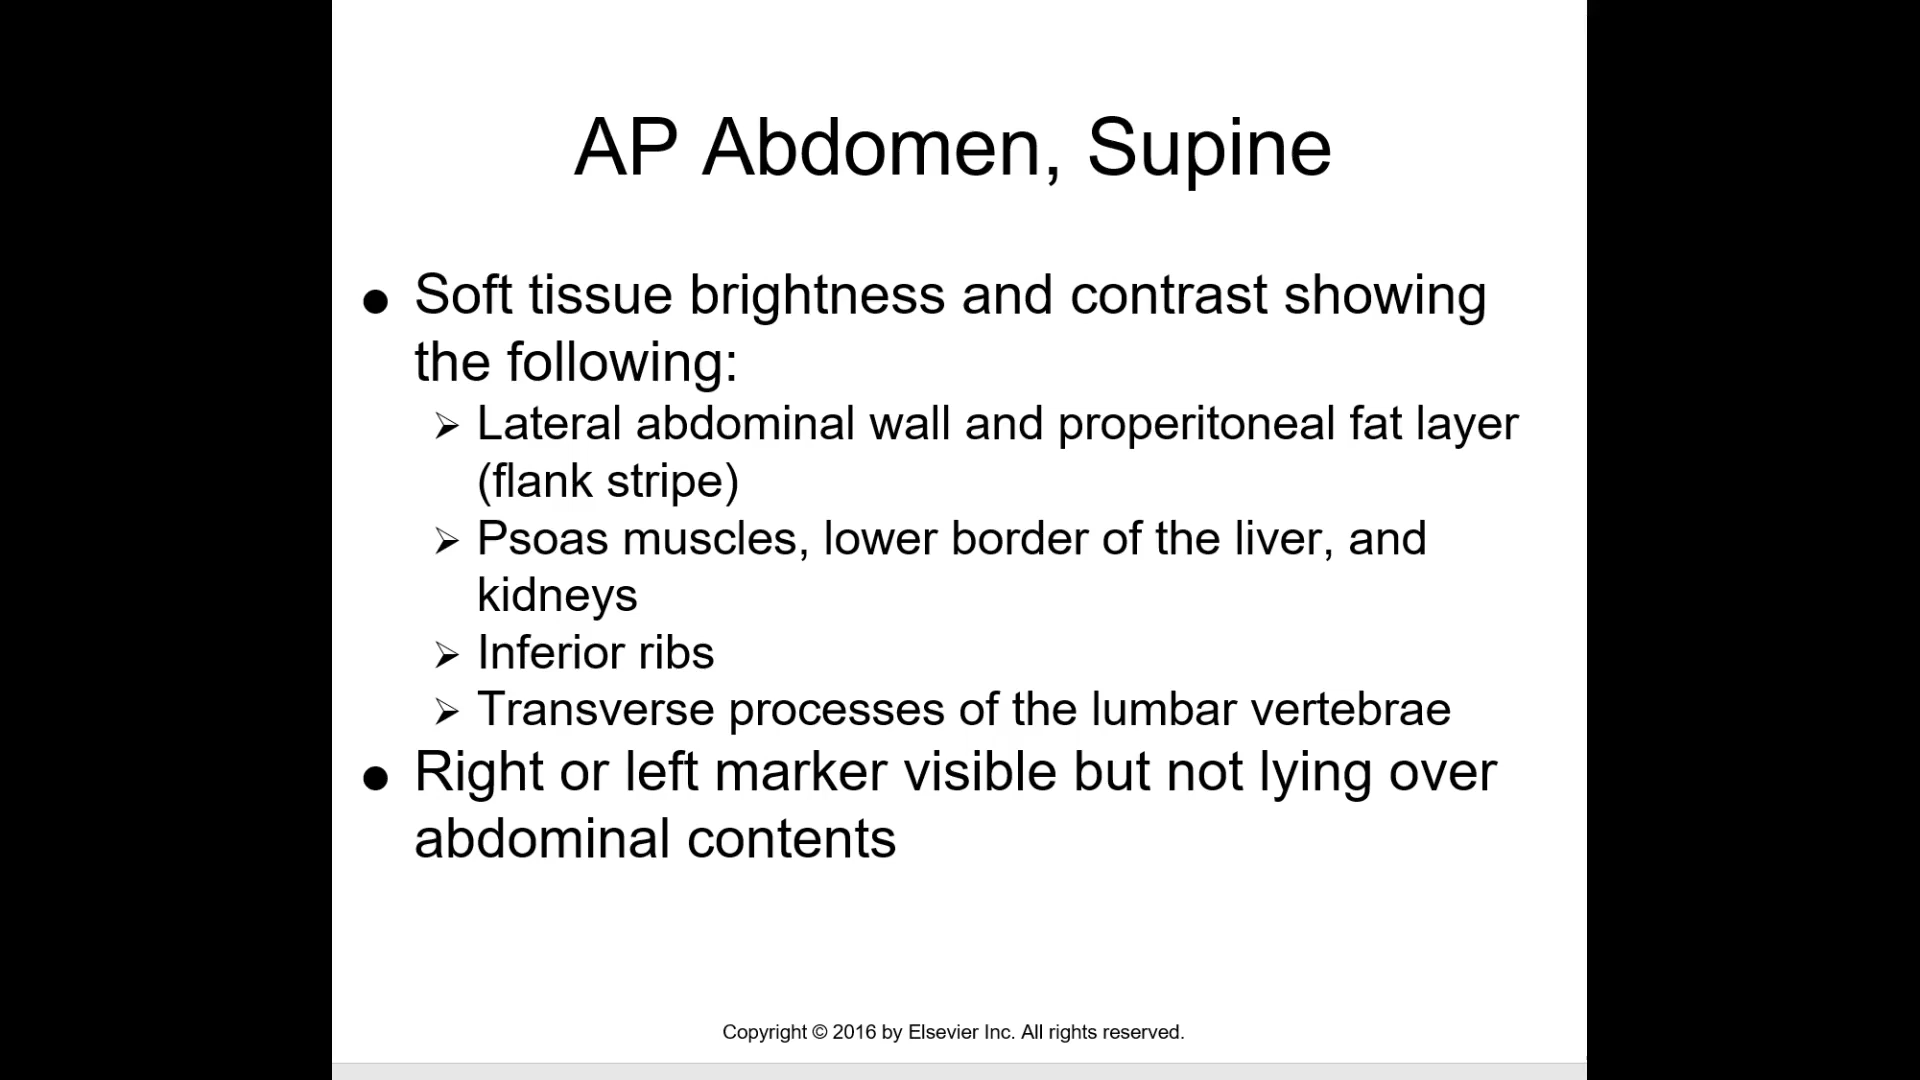 AP Abdomen, Supine
● Soft tissue brightness and contrast showing
the following:
➢ Lateral abdominal wall and properitoneal fat layer
(flank stripe)
➢ Psoas muscles, lower border of the liver, and
kidneys
➢ Inferior ribs
➢ Transverse processes of the lumbar vertebrae
● Right or left marker visible but not lying over
abdominal contents
Copyright © 2016 by Elsevier Inc. All rights reserved.